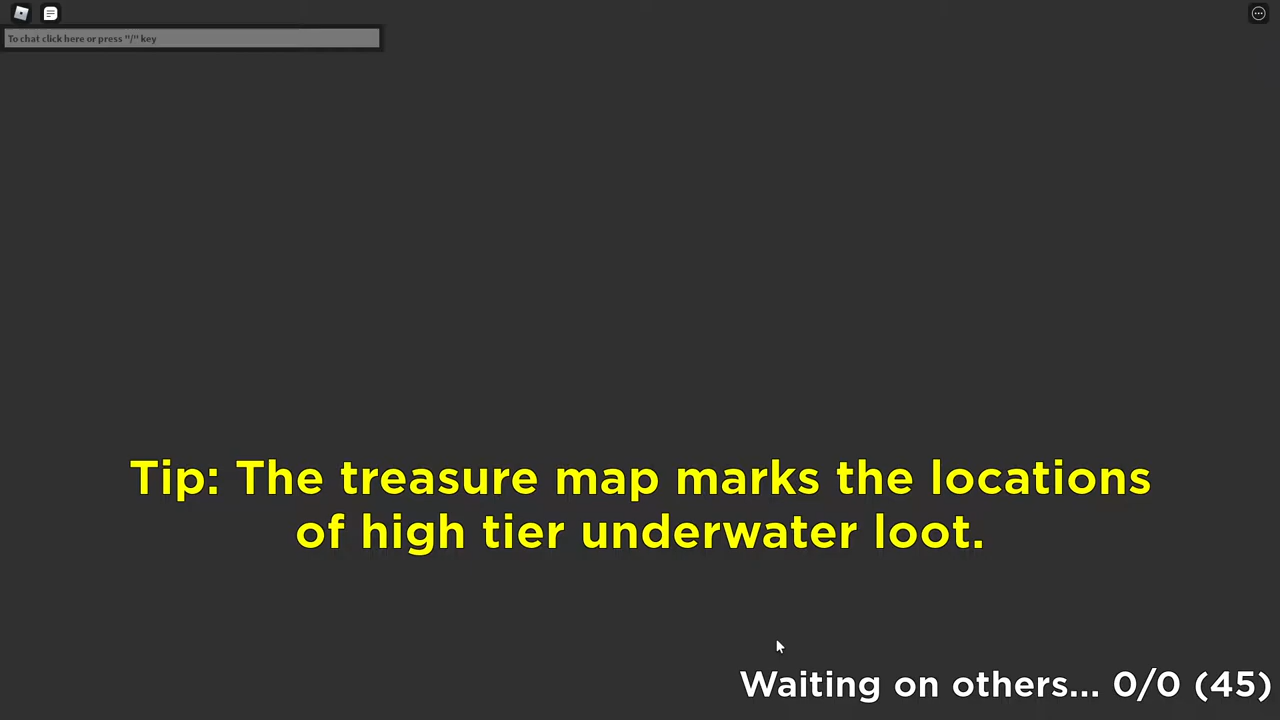 To chat click here or press "/" key
Tip: The treasure map marks the locations
of high tier underwater loot.
Waiting on others... 0/0 (45)